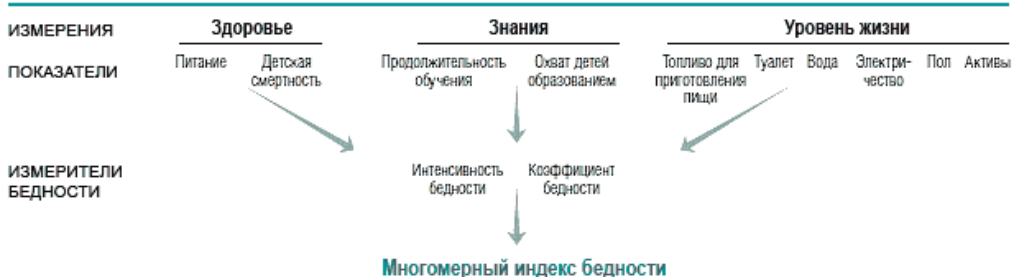 ИЗМЕРЕНИЯ Здоровье Знания Уровень жизни
ПОКАЗАТЕЛИ Питание Детская смертность Продолжительность обучения Охват детей образованием Топливо для приготовления пищи Туалет Вода Электри-чество Пол Активы
ИЗМЕРИТЕЛИ БЕДНОСТИ Интенсивность бедности Коэффициент бедности
Многомерный индекс бедности